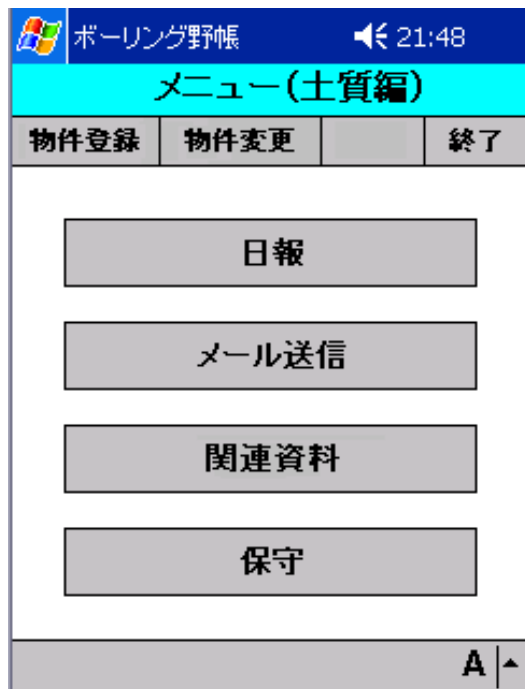 ボーリング野帳 21:48
メニュー(土質編)
物件登録 物件変更 終了
日報
メール送信
関連資料
保守
A